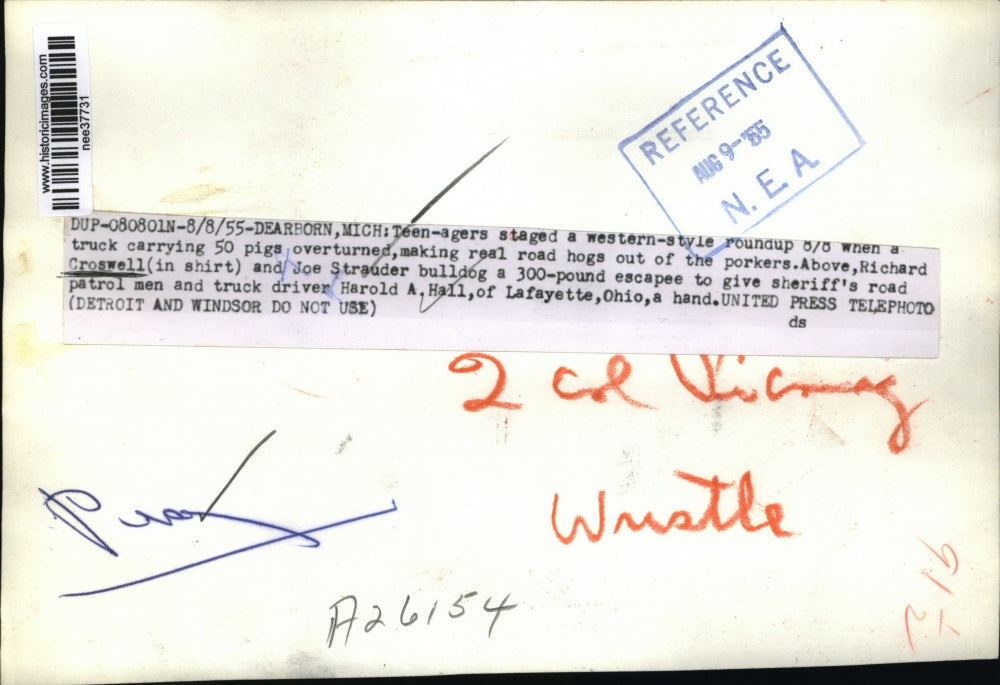 www.historicimages.com
nee37731
REFERENCE
AUG 9-'55
N. E. A.
DUP-080801N-8/8/55-DEARBORN,MICH:Teen-agers staged a western-style roundup 8/8 when a
truck carrying 50 pigs overturned,making real road hogs out of the porkers.Above,Richard
Croswell(in shirt) and Joe Strauder bulldog a 300-pound escapee to give sheriff's road
patrol men and truck driver Harold A.Hall,of Lafayette,Ohio,a hand.UNITED PRESS TELEPHOTO
(DETROIT AND WINDSOR DO NOT USE)
ds
2 col
Wrastle
A26154